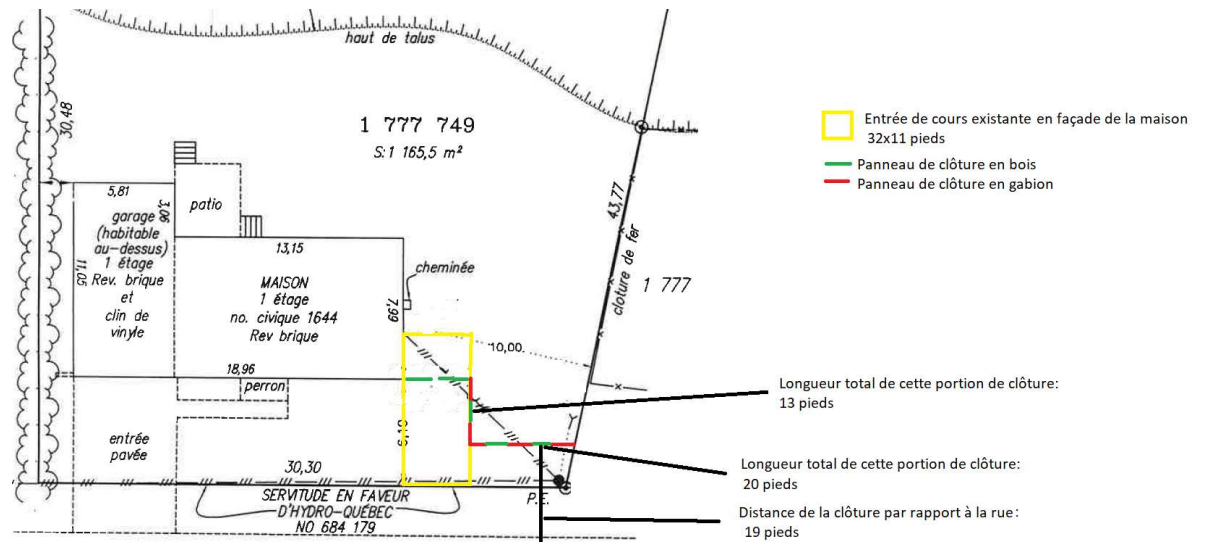 haut de talus
30,48
1 777 749
S:1 165,5 m²
5,81
3,06
patio
garage
(habitable
au-dessus)
1 étage
Rev. brique
et
clin de
vinyle
11,05
13,15
cheminée
MAISON
1 étage
no. civique 1644
Rev brique
7,99
43,77
cloture de fer
1 777
10,00
18,96
perron
entrée
pavée
6,10
30,30
SERVITUDE EN FAVEUR
D'HYDRO-QUÉBEC
NO 684 179
P.E.
Entrée de cours existante en façade de la maison
32x11 pieds
Panneau de clôture en bois
Panneau de clôture en gabion
Longueur total de cette portion de clôture:
13 pieds
Longueur total de cette portion de clôture:
20 pieds
Distance de la clôture par rapport à la rue:
19 pieds